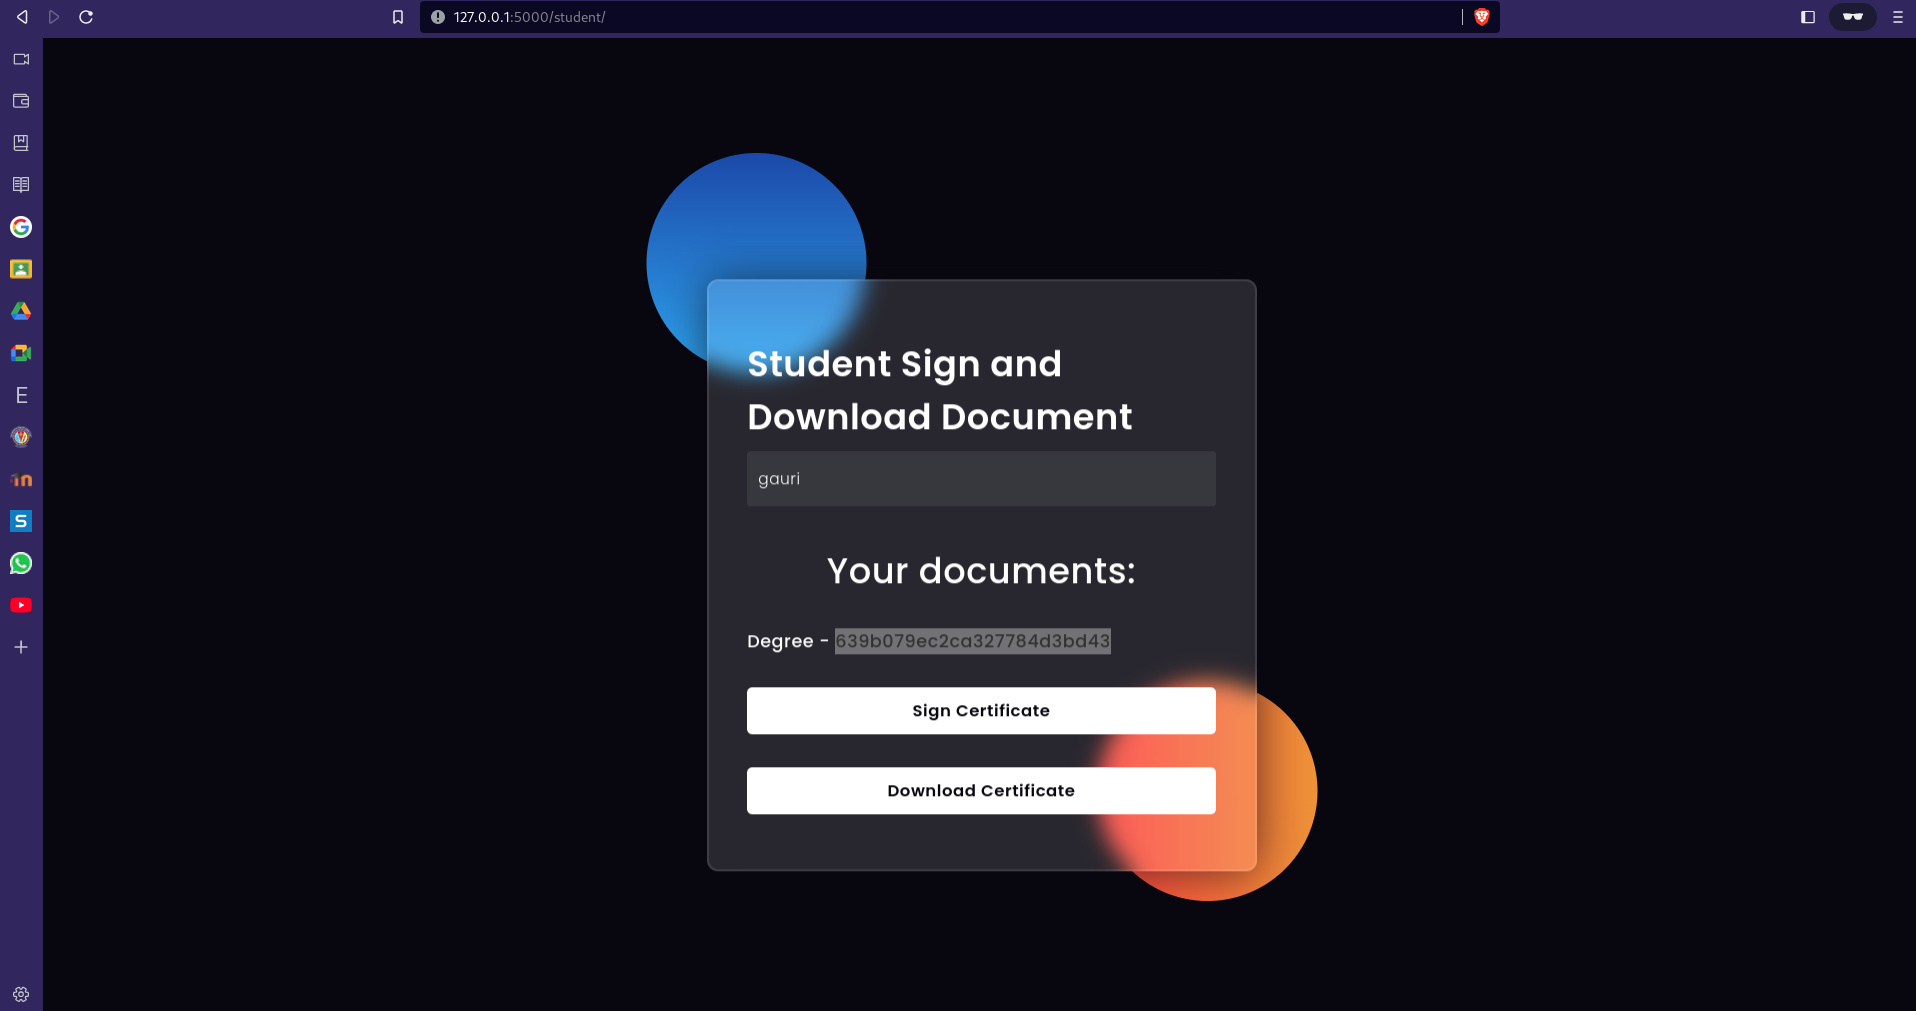 127.0.0.1:5000/student/
E
Student Sign and
Download Document
gauri
Your documents:
Degree - 639b079ec2ca327784d3bd43
Sign Certificate
Download Certificate